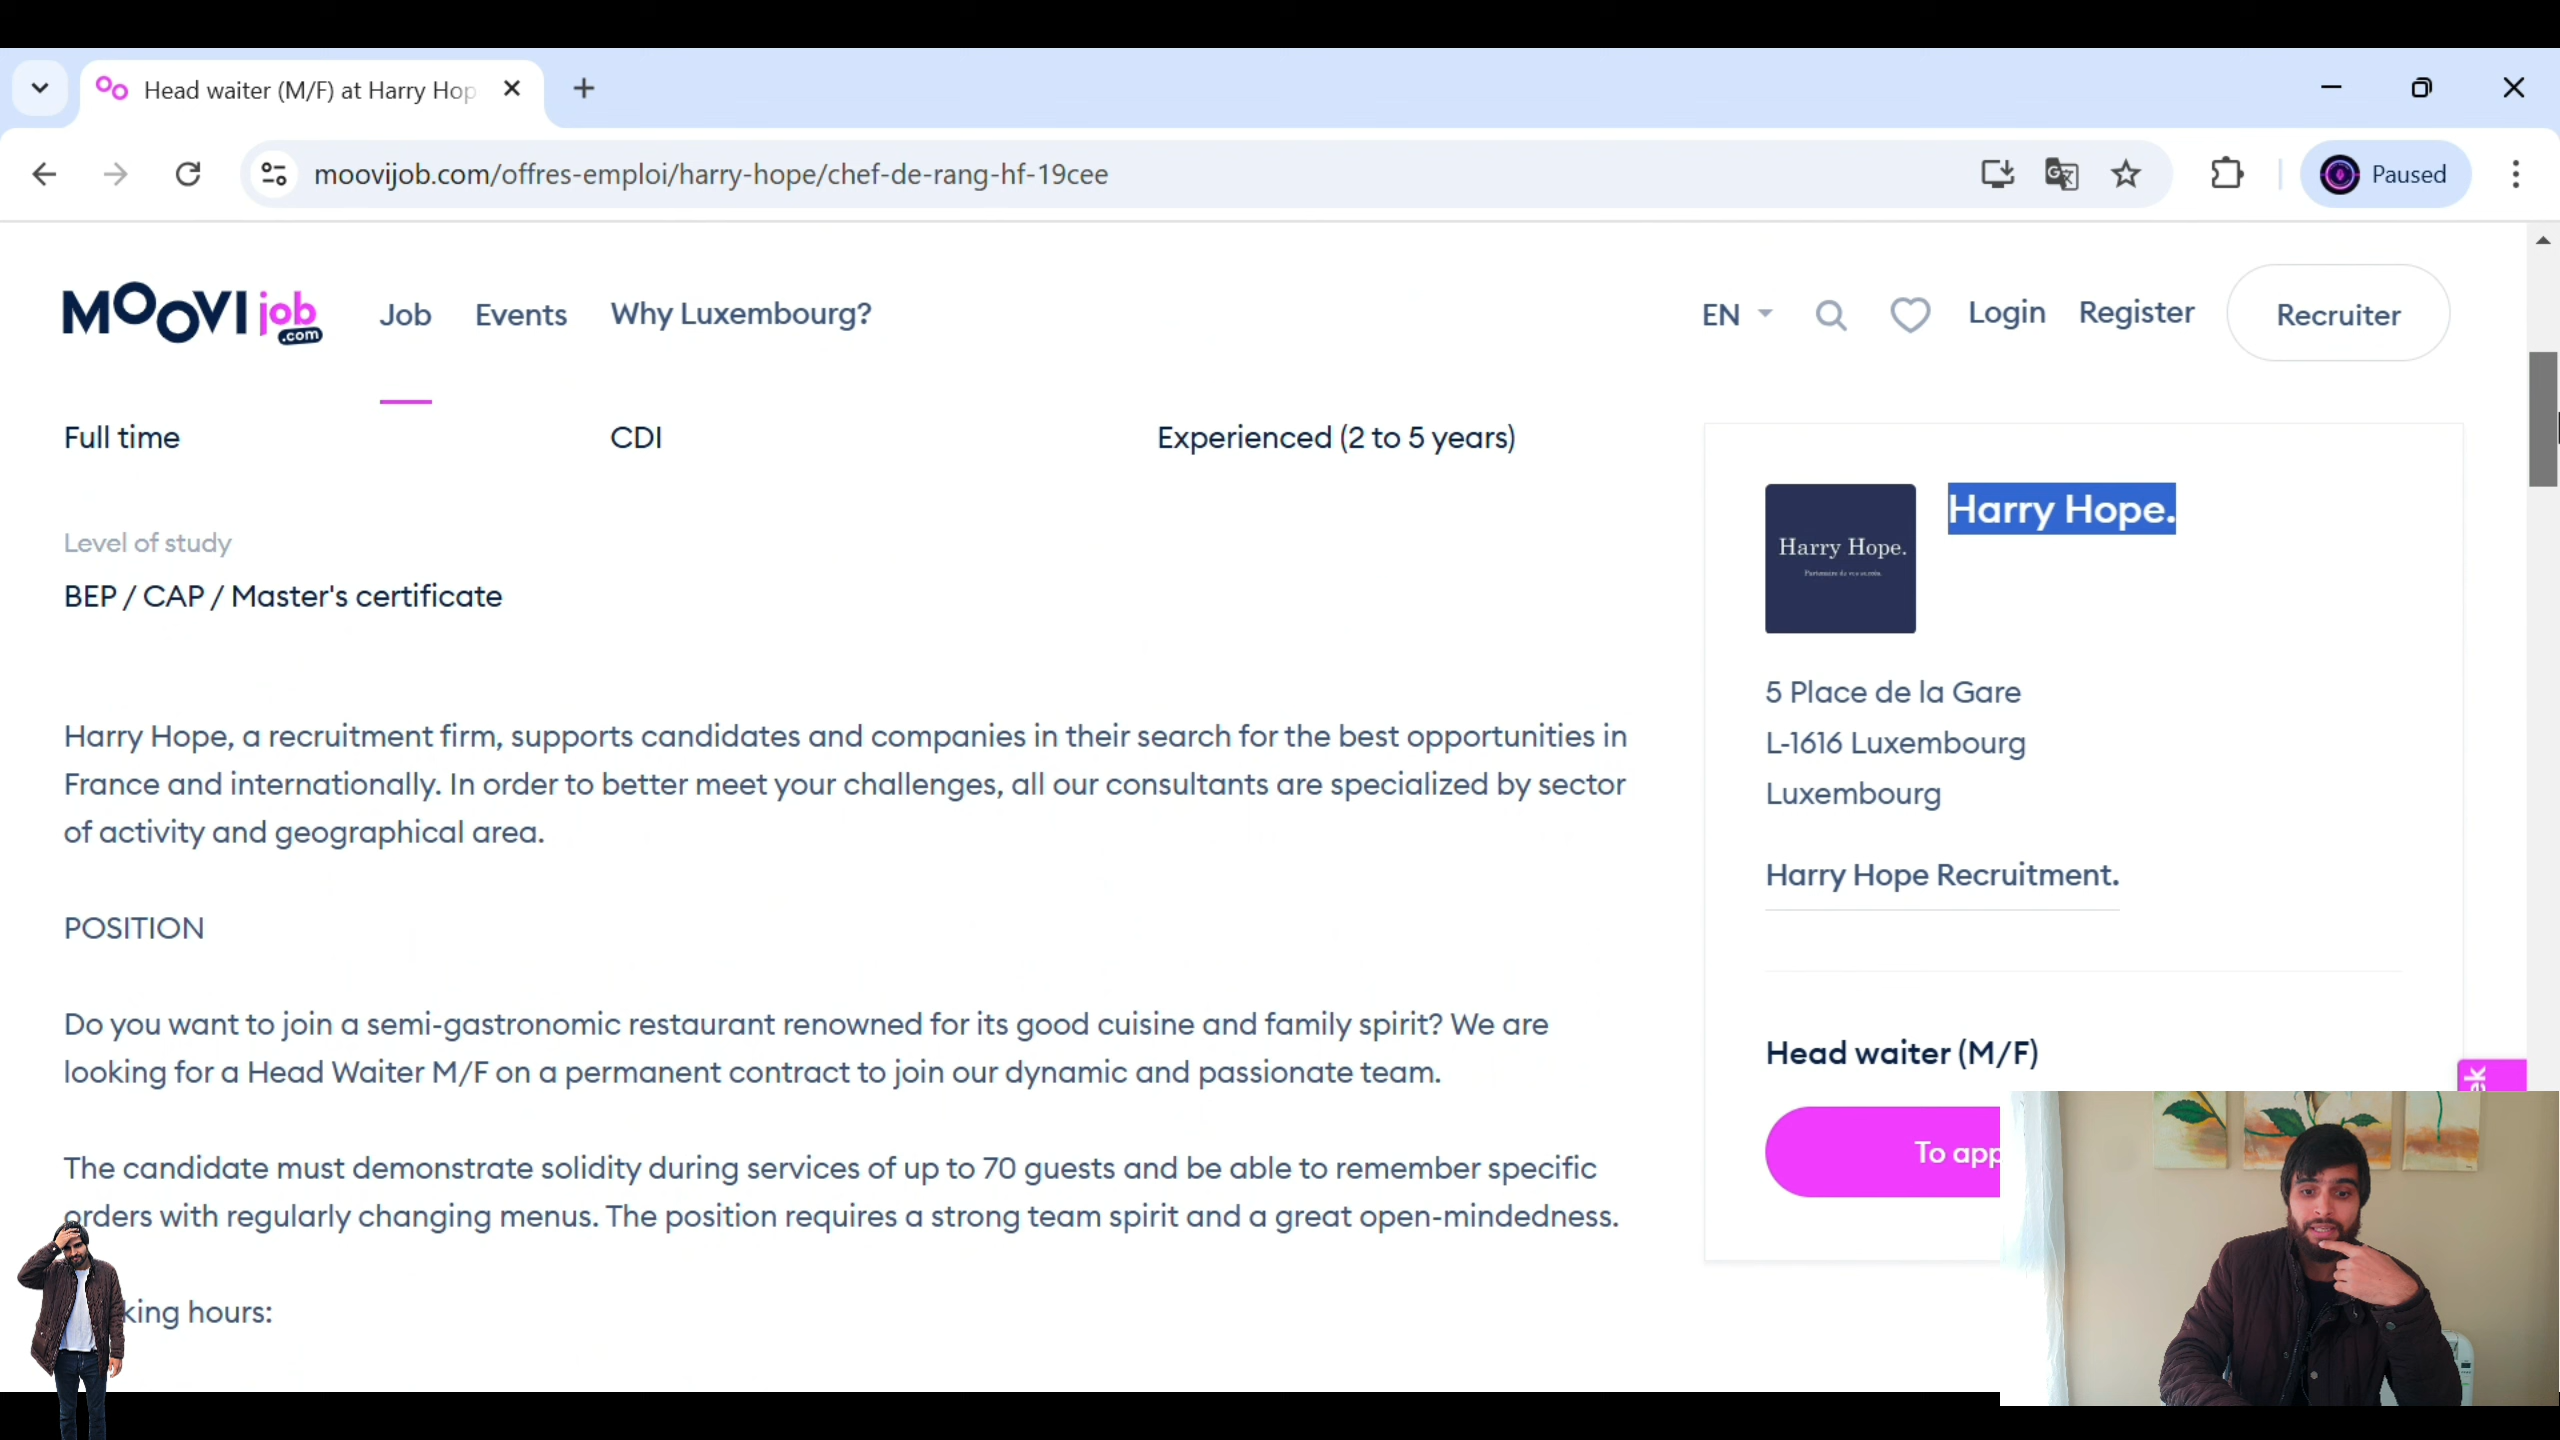 Head waiter (M/F) at Harry Hop
moovijob.com/offres-emploi/harry-hope/chef-de-rang-hf-19cee
Paused
MOOVI job .com
Job
Events
Why Luxembourg?
EN
Login
Register
Recruiter
Full time
CDI
Experienced (2 to 5 years)
Level of study
BEP / CAP / Master's certificate
Harry Hope, a recruitment firm, supports candidates and companies in their search for the best opportunities in
France and internationally. In order to better meet your challenges, all our consultants are specialized by sector
of activity and geographical area.
POSITION
Do you want to join a semi-gastronomic restaurant renowned for its good cuisine and family spirit? We are
looking for a Head Waiter M/F on a permanent contract to join our dynamic and passionate team.
The candidate must demonstrate solidity during services of up to 70 guests and be able to remember specific
orders with regularly changing menus. The position requires a strong team spirit and a great open-mindedness.
king hours:
Harry Hope.
Harry Hope.
5 Place de la Gare
L-1616 Luxembourg
Luxembourg
Harry Hope Recruitment.
Head waiter (M/F)
To app
ek